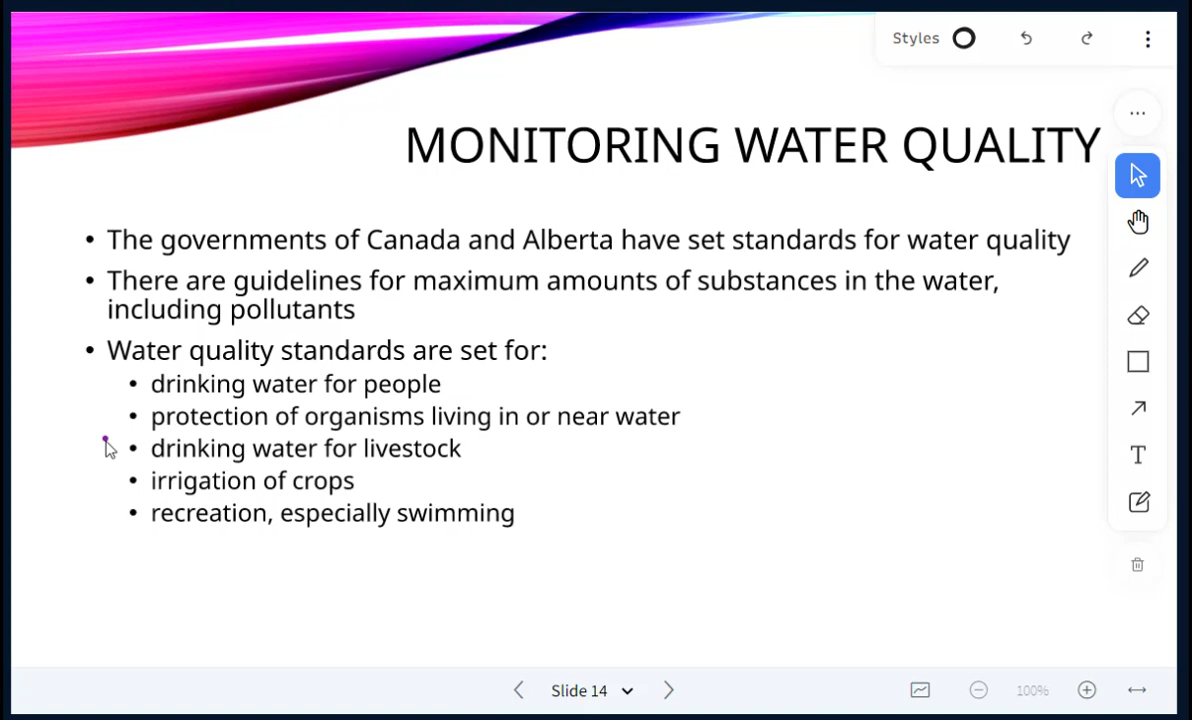 Styles
MONITORING WATER QUALITY
• The governments of Canada and Alberta have set standards for water quality
• There are guidelines for maximum amounts of substances in the water,
including pollutants
• Water quality standards are set for:
• drinking water for people
• protection of organisms living in or near water
• drinking water for livestock
• irrigation of crops
• recreation, especially swimming
Slide 14
100%